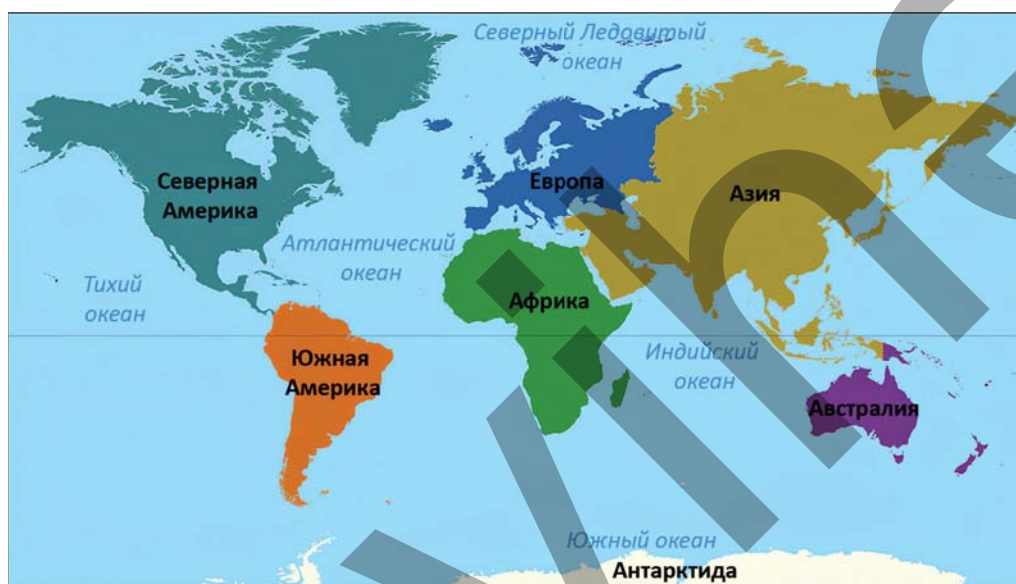 Северный Ледовитый
океан
Северная
Америка
Европа
Азия
Атлантический
океан
Тихий
океан
Африка
Южная
Америка
Индийский
океан
Австралия
Южный океан
Антарктида